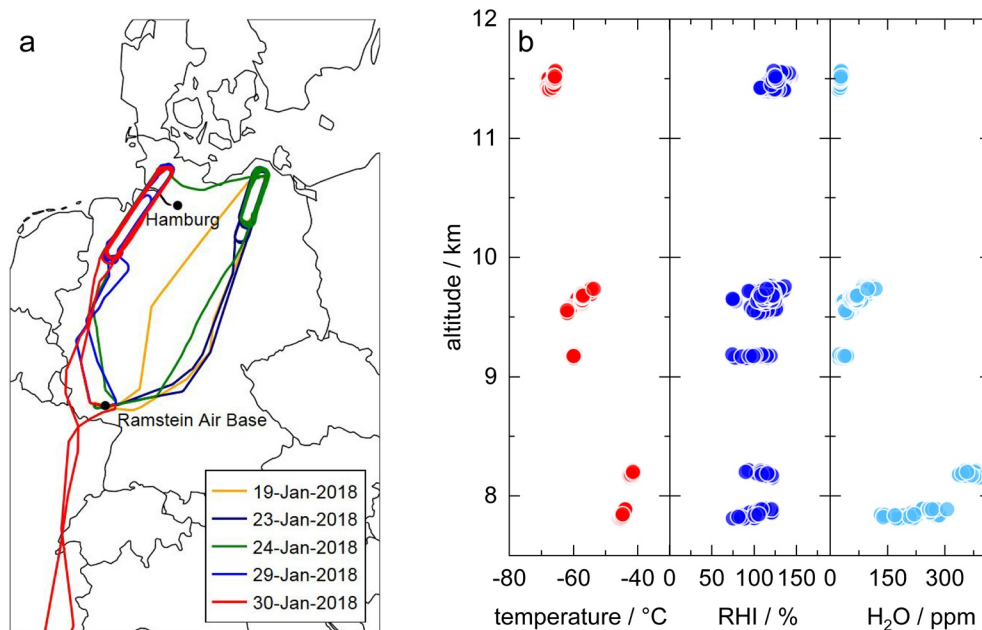 a
Hamburg
Ramstein Air Base
19-Jan-2018
23-Jan-2018
24-Jan-2018
29-Jan-2018
30-Jan-2018
b
12
11
10
9
8
altitude / km
-80 -60 -40 0 50 100 150 0 150 300
temperature / °C RHI / % H₂O / ppm